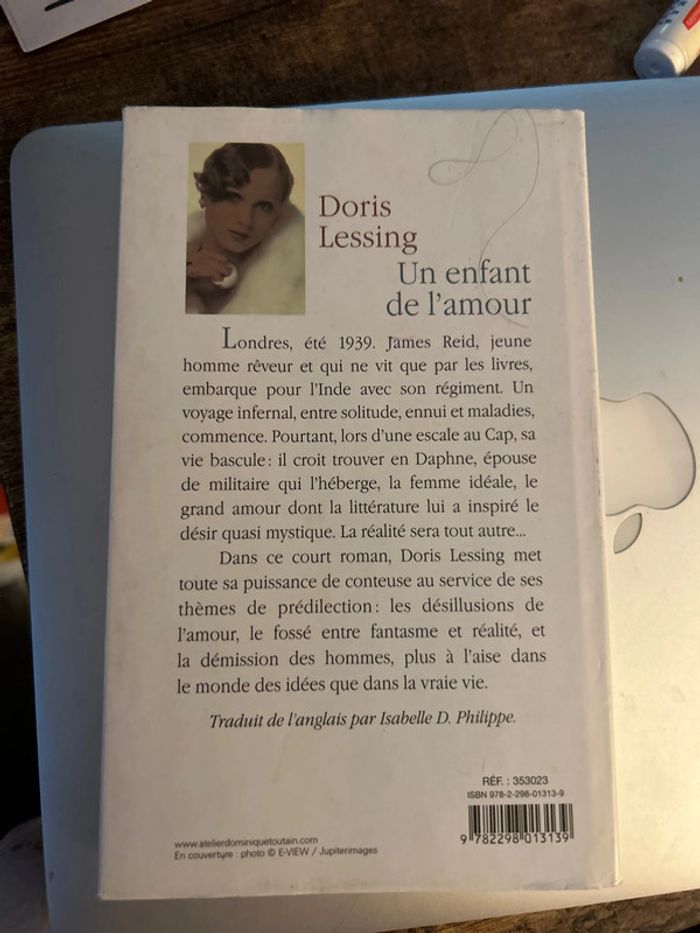 Doris
Lessing
Un enfant
de l'amour
Londres, été 1939. James Reid, jeune
homme rêveur et qui ne vit que par les livres,
embarque pour l'Inde avec son régiment. Un
voyage infernal, entre solitude, ennui et maladies,
commence. Pourtant, lors d'une escale au Cap, sa
vie bascule : il croit trouver en Daphne, épouse
de militaire qui l'héberge, la femme idéale, le
grand amour dont la littérature lui a inspiré le
désir quasi mystique. La réalité sera tout autre...
Dans ce court roman, Doris Lessing met
toute sa puissance de conteuse au service de ses
thèmes de prédilection : les désillusions de
l'amour, le fossé entre fantasme et réalité, et
la démission des hommes, plus à l'aise dans
le monde des idées que dans la vraie vie.
Traduit de l'anglais par Isabelle D. Philippe.
RÉF. : 353023
ISBN 978-2-298-01313-9
9 782298 013139
www.atelierdominiquetoutain.com
En couverture : photo © E-VIEW / Jupiterimages